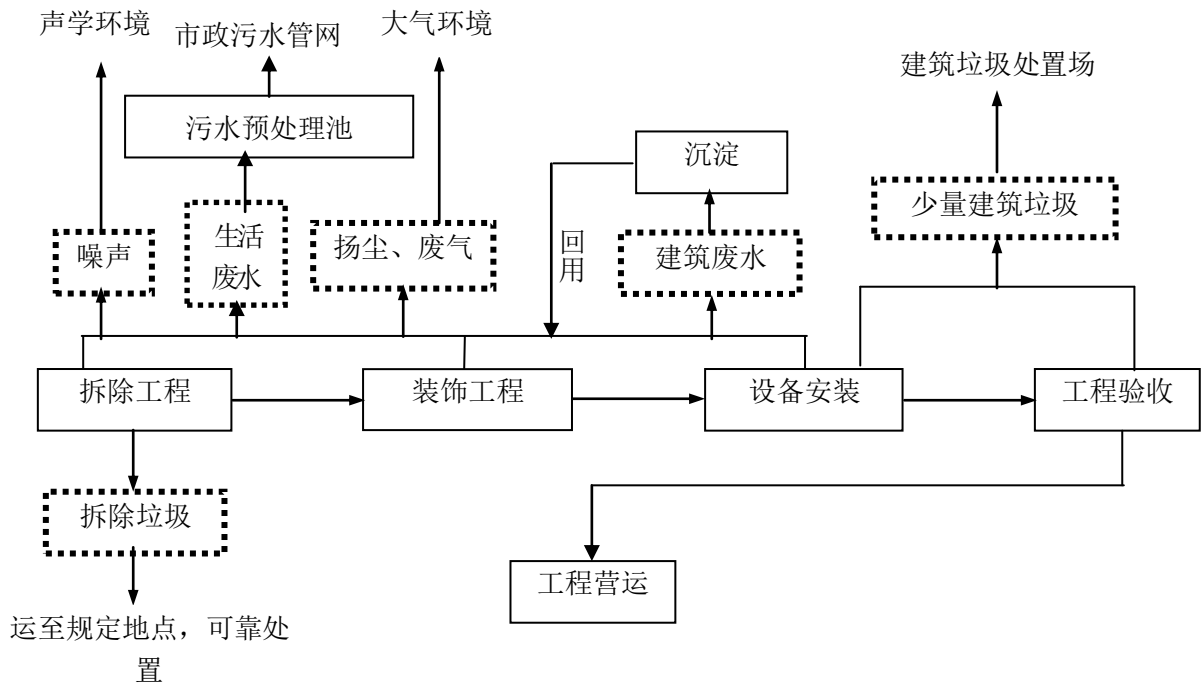 声学环境
市政污水管网
大气环境
建筑垃圾处置场
污水预处理池
沉淀
少量建筑垃圾
噪声
生活
废水
扬尘、废气
回
用
建筑废水
拆除工程
装饰工程
设备安装
工程验收
拆除垃圾
工程营运
运至规定地点，可靠处
置